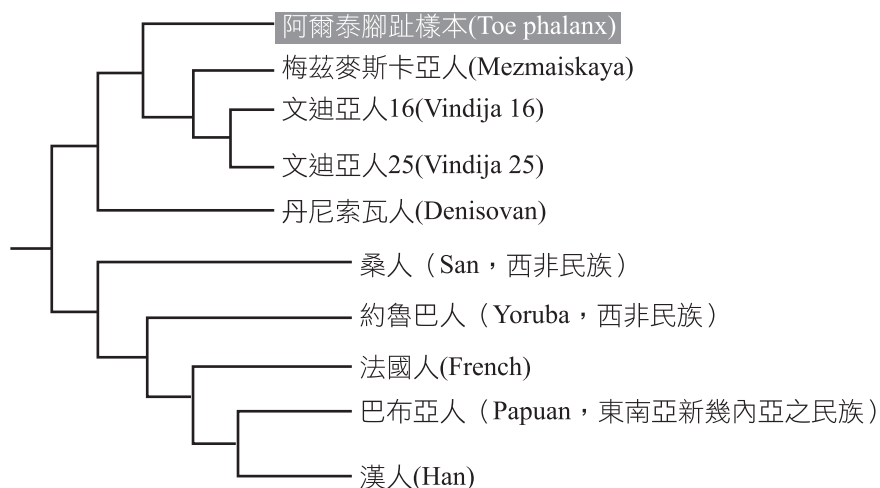 阿爾泰腳趾樣本(Toe phalanx)
梅茲麥斯卡亞人(Mezmaiskaya)
文迪亞人16(Vindija 16)
文迪亞人25(Vindija 25)
丹尼索瓦人(Denisovan)
桑人（San，西非民族）
約魯巴人（Yoruba，西非民族）
法國人(French)
巴布亞人（Papuan，東南亞新幾內亞之民族）
漢人(Han)